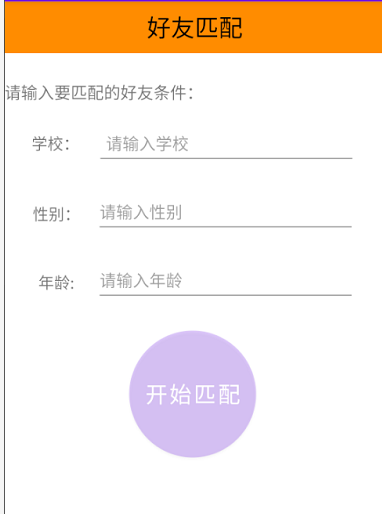 好友匹配
请输入要匹配的好友条件：
学校： 请输入学校
性别： 请输入性别
年龄： 请输入年龄
开始匹配